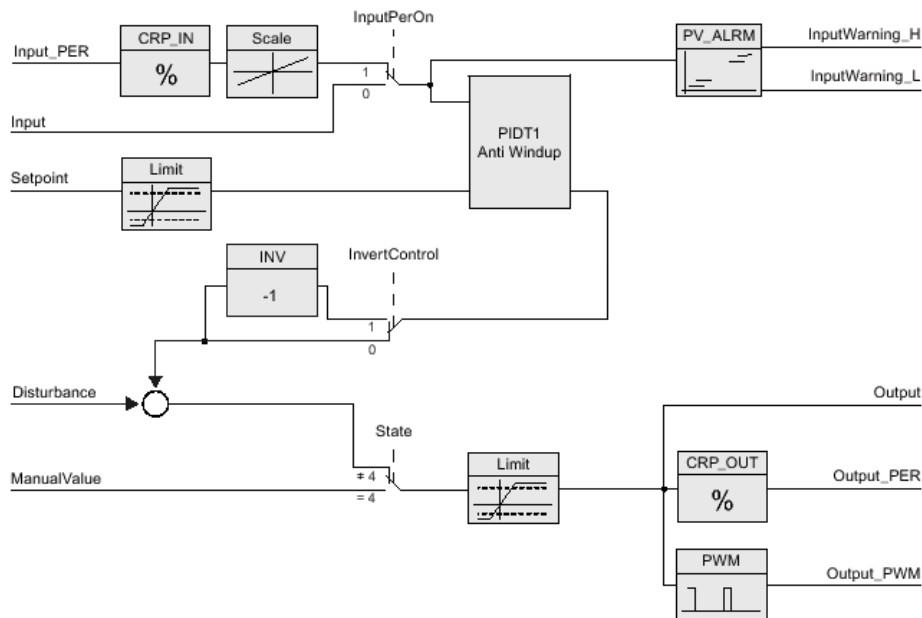 InputPerOn
Input_PER
CRP_IN
%
Scale
1
0
PV_ALRM
InputWarning_H
InputWarning_L
Input
PIDT1
Anti Windup
Setpoint
Limit
INV
-1
InvertControl
1
0
Disturbance
Output
State
ManualValue
≠ 4
= 4
Limit
CRP_OUT
%
Output_PER
PWM
Output_PWM